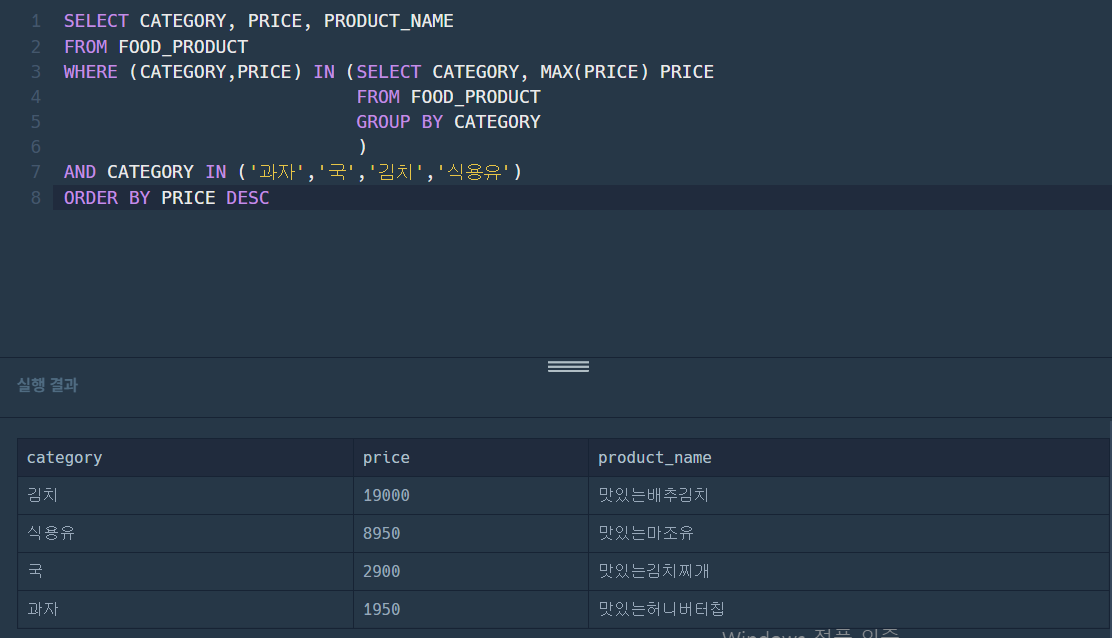 1 SELECT CATEGORY, PRICE, PRODUCT_NAME
2 FROM FOOD_PRODUCT
3 WHERE (CATEGORY,PRICE) IN (SELECT CATEGORY, MAX(PRICE) PRICE
4 FROM FOOD_PRODUCT
5 GROUP BY CATEGORY
6 )
7 AND CATEGORY IN ('과자','국','김치','식용유')
8 ORDER BY PRICE DESC
실행 결과
category price product_name
김치 19000 맛있는배추김치
식용유 8950 맛있는마조유
국 2900 맛있는김치찌개
과자 1950 맛있는허니버터칩
Windows 정품 인증